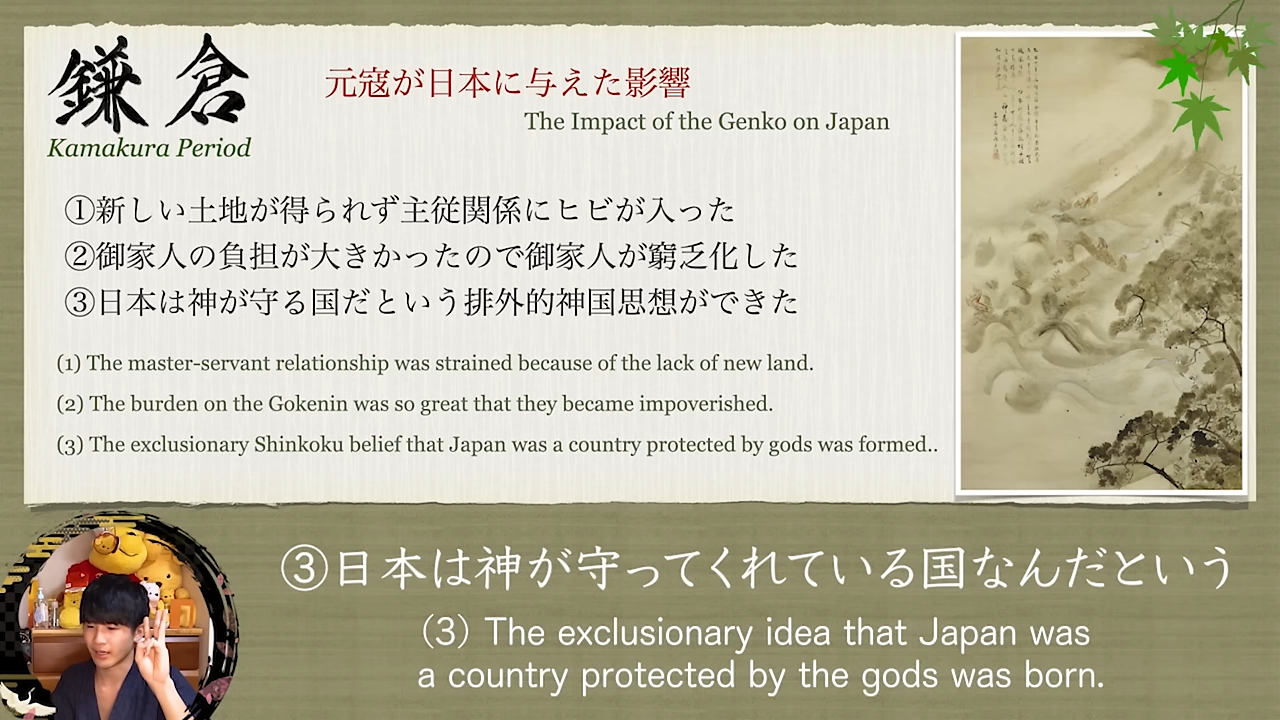 鎌倉
Kamakura Period
元寇が日本に与えた影響
The Impact of the Genko on Japan
①新しい土地が得られず主従関係にヒビが入った
②御家人の負担が大きかったので御家人が窮乏化した
③日本は神が守る国だという排外的神国思想ができた
(1) The master-servant relationship was strained because of the lack of new land.
(2) The burden on the Gokenin was so great that they became impoverished.
(3) The exclusionary Shinkoku belief that Japan was a country protected by gods was formed..
③日本は神が守ってくれている国なんだという
(3) The exclusionary idea that Japan was
a country protected by the gods was born.